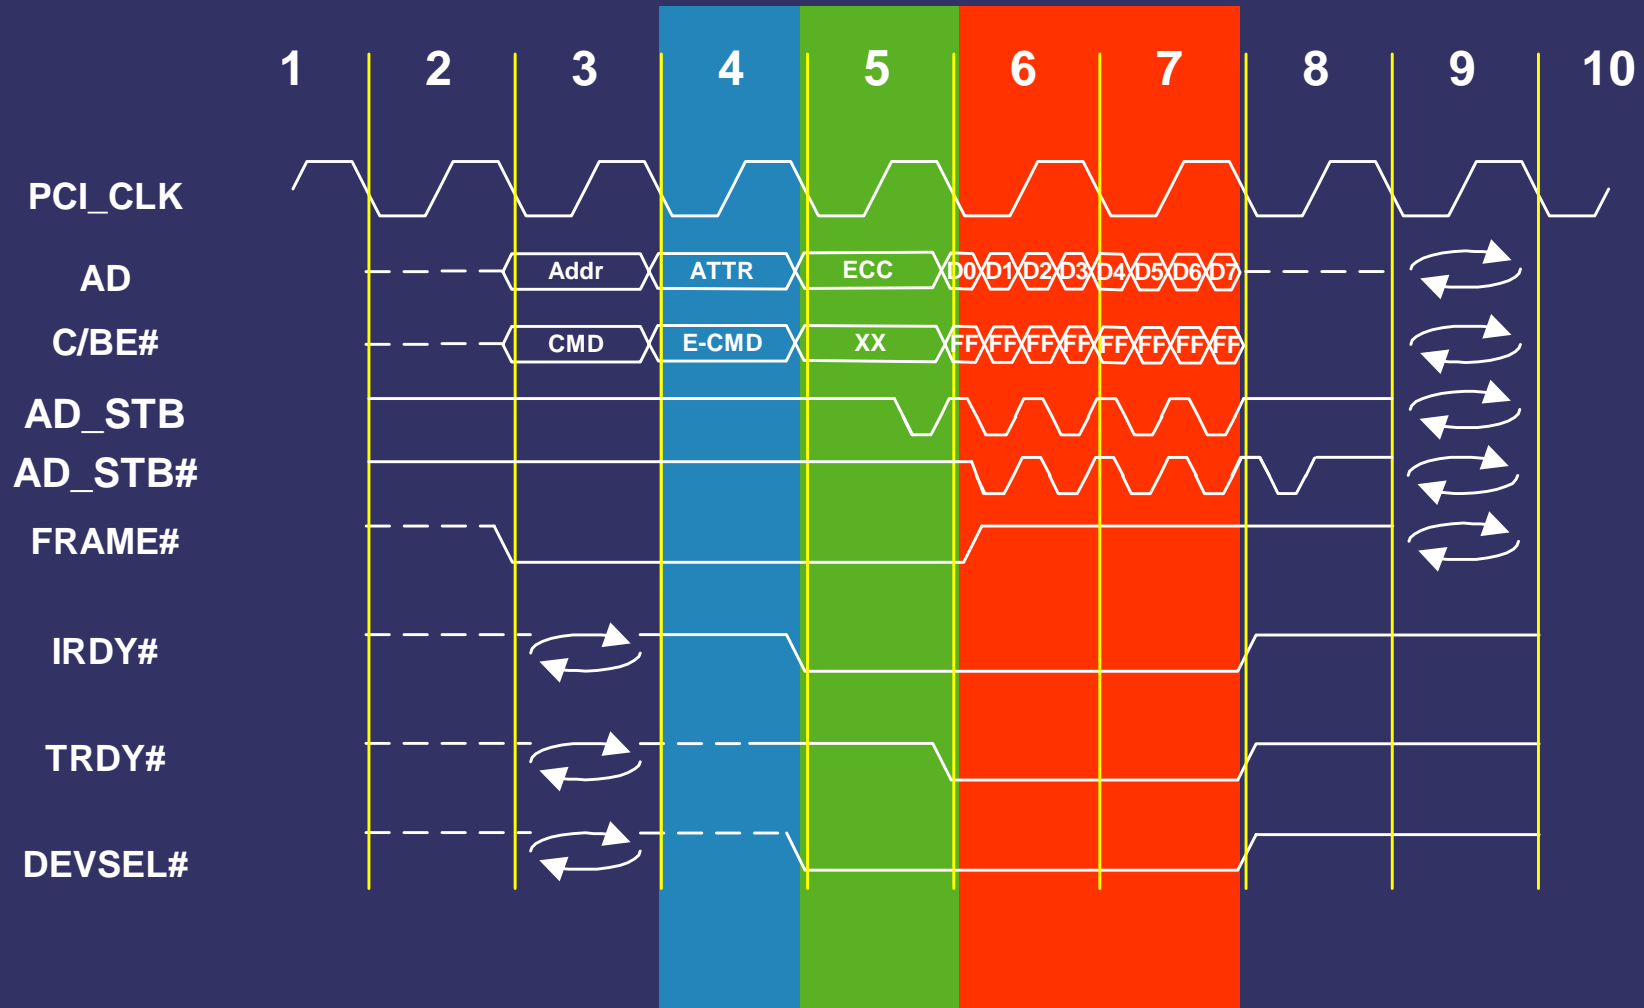 1 2 3 4 5 6 7 8 9 10
PCI_CLK
AD Addr ATTR ECC D0 D1 D2 D3 D4 D5 D6 D7
C/BE# CMD E-CMD XX FF FF FF FF FF FF FF FF
AD_STB
AD_STB#
FRAME#
IRDY#
TRDY#
DEVSEL#